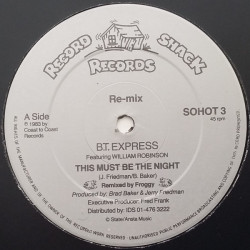 RECORD SHACK
RECORDS
Re-mix
A Side
℗ 1983 by
Coast to Coast
Records
SOHOT 3
45 rpm
B.T. EXPRESS
Featuring WILLIAM ROBINSON
THIS MUST BE THE NIGHT
(J. Friedman/B. Baker)
Remixed by Froggy
Produced by: Brad Baker & Jerry Friedman
Executive Producer: Fred Frank
Distributed by IDS 01-476 3222
© State/Arista Music